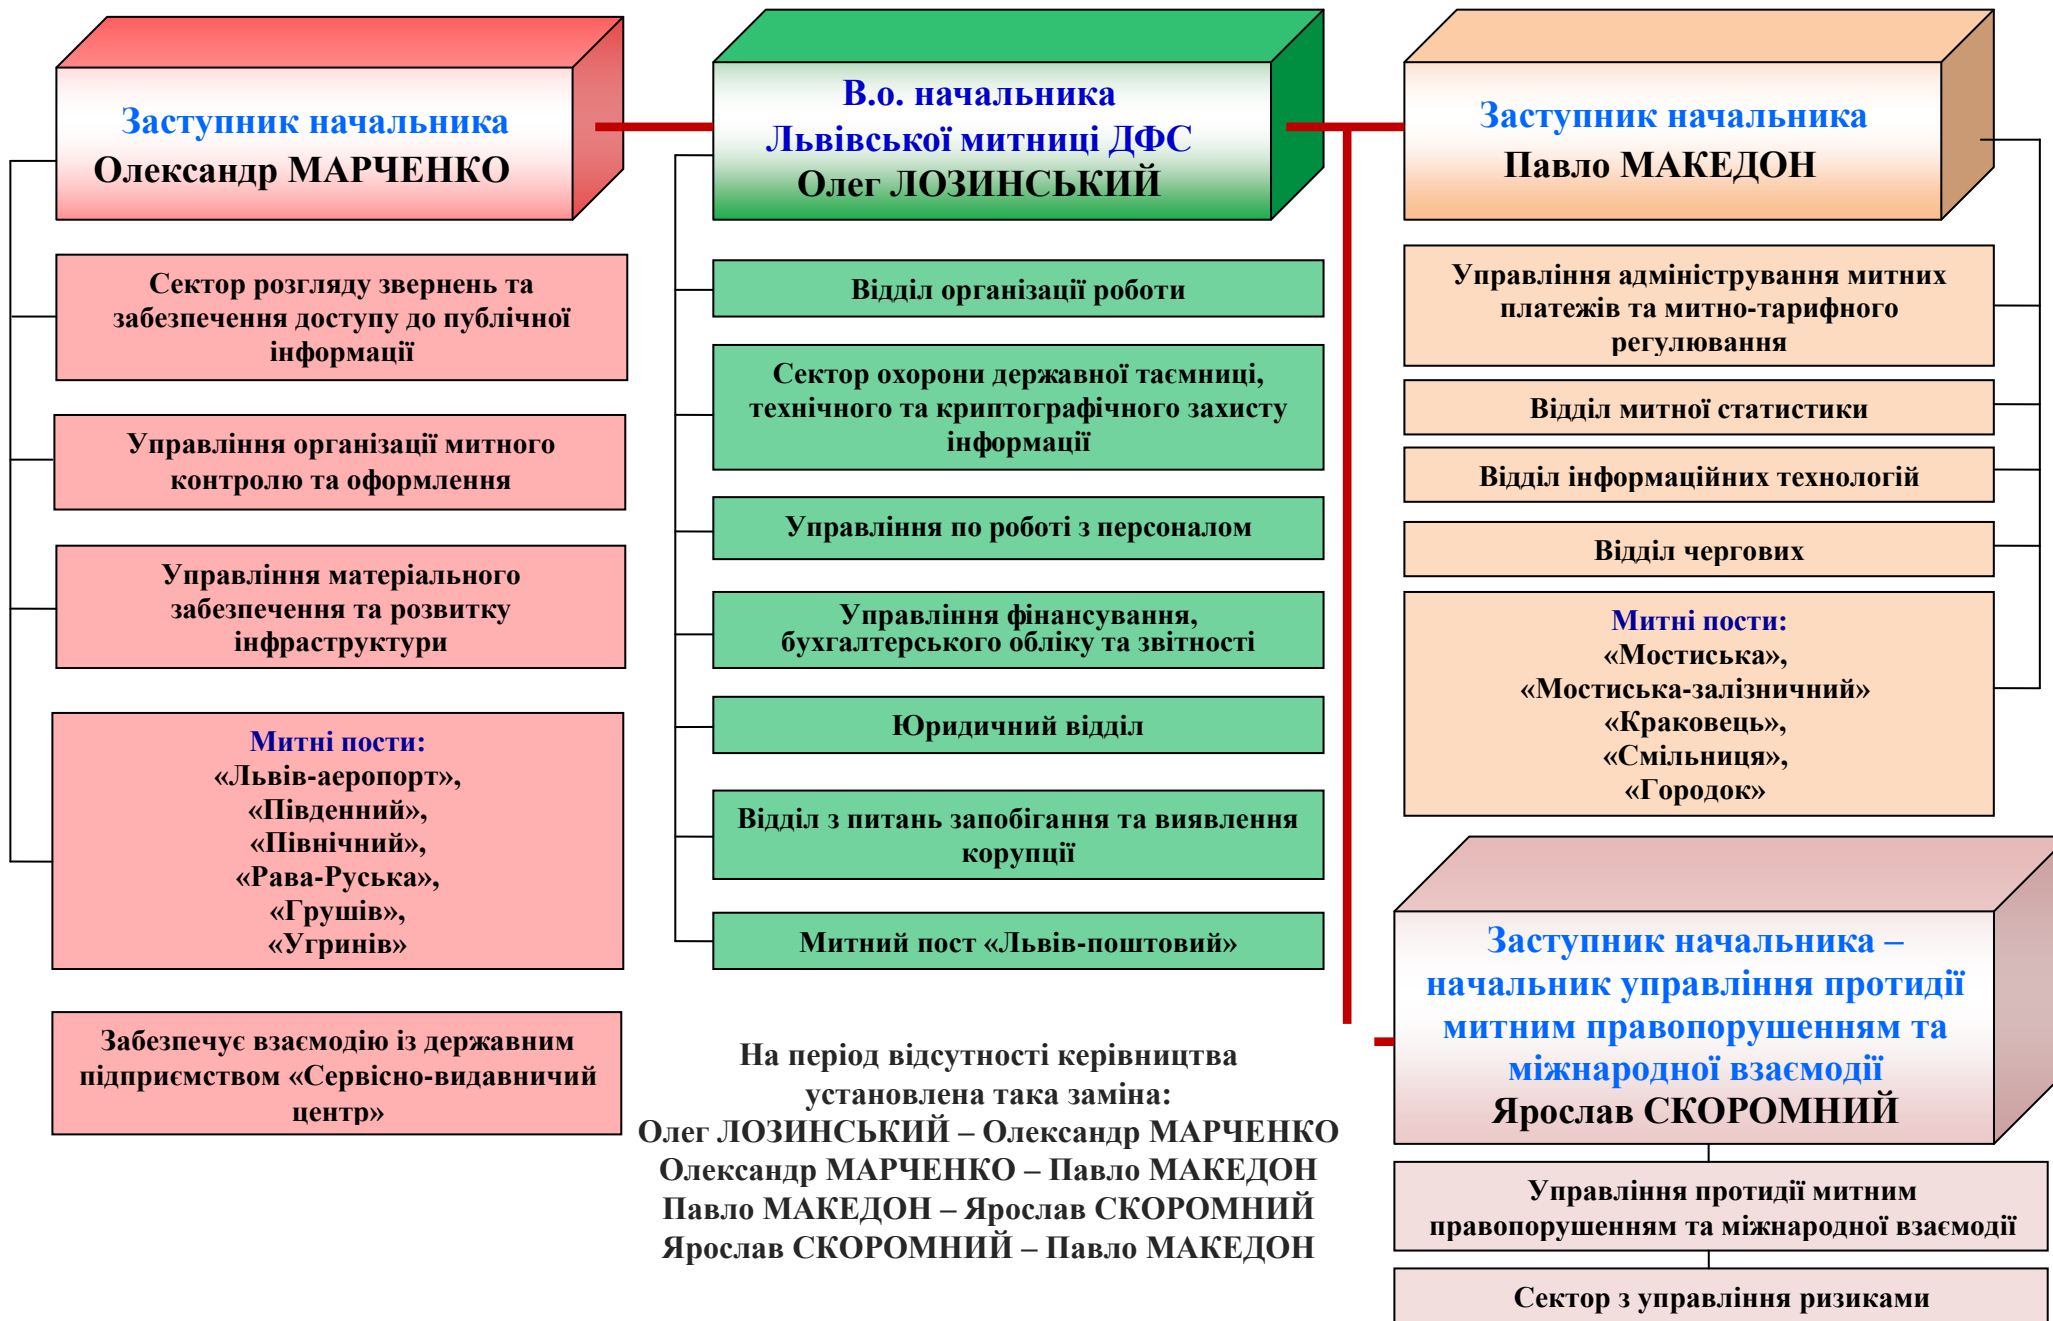 Заступник начальника
Олександр МАРЧЕНКО
Сектор розгляду звернень та
забезпечення доступу до публічної
інформації
Управління організації митного
контролю та оформлення
Управління матеріального
забезпечення та розвитку
інфраструктури
Митні пости:
«Львів-аеропорт»,
«Південний»,
«Північний»,
«Рава-Руська»,
«Грушів»,
«Угринів»
Забезпечує взаємодію із державним
підприємством «Сервісно-видавничий
центр»
В.о. начальника
Львівської митниці ДФС
Олег ЛОЗИНСЬКИЙ
Відділ організації роботи
Сектор охорони державної таємниці,
технічного та криптографічного захисту
інформації
Управління по роботі з персоналом
Управління фінансування,
бухгалтерського обліку та звітності
Юридичний відділ
Відділ з питань запобігання та виявлення
корупції
Митний пост «Львів-поштовий»
На період відсутності керівництва
установлена така заміна:
Олег ЛОЗИНСЬКИЙ – Олександр МАРЧЕНКО
Олександр МАРЧЕНКО – Павло МАКЕДОН
Павло МАКЕДОН – Ярослав СКОРОМНИЙ
Ярослав СКОРОМНИЙ – Павло МАКЕДОН
Заступник начальника
Павло МАКЕДОН
Управління адміністрування митних
платежів та митно-тарифного
регулювання
Відділ митної статистики
Відділ інформаційних технологій
Відділ чергових
Митні пости:
«Мостиська»,
«Мостиська-залізничний»
«Краковець»,
«Смільниця»,
«Городок»
Заступник начальника –
начальник управління протидії
митним правопорушенням та
міжнародної взаємодії
Ярослав СКОРОМНИЙ
Управління протидії митним
правопорушенням та міжнародної взаємодії
Сектор з управління ризиками